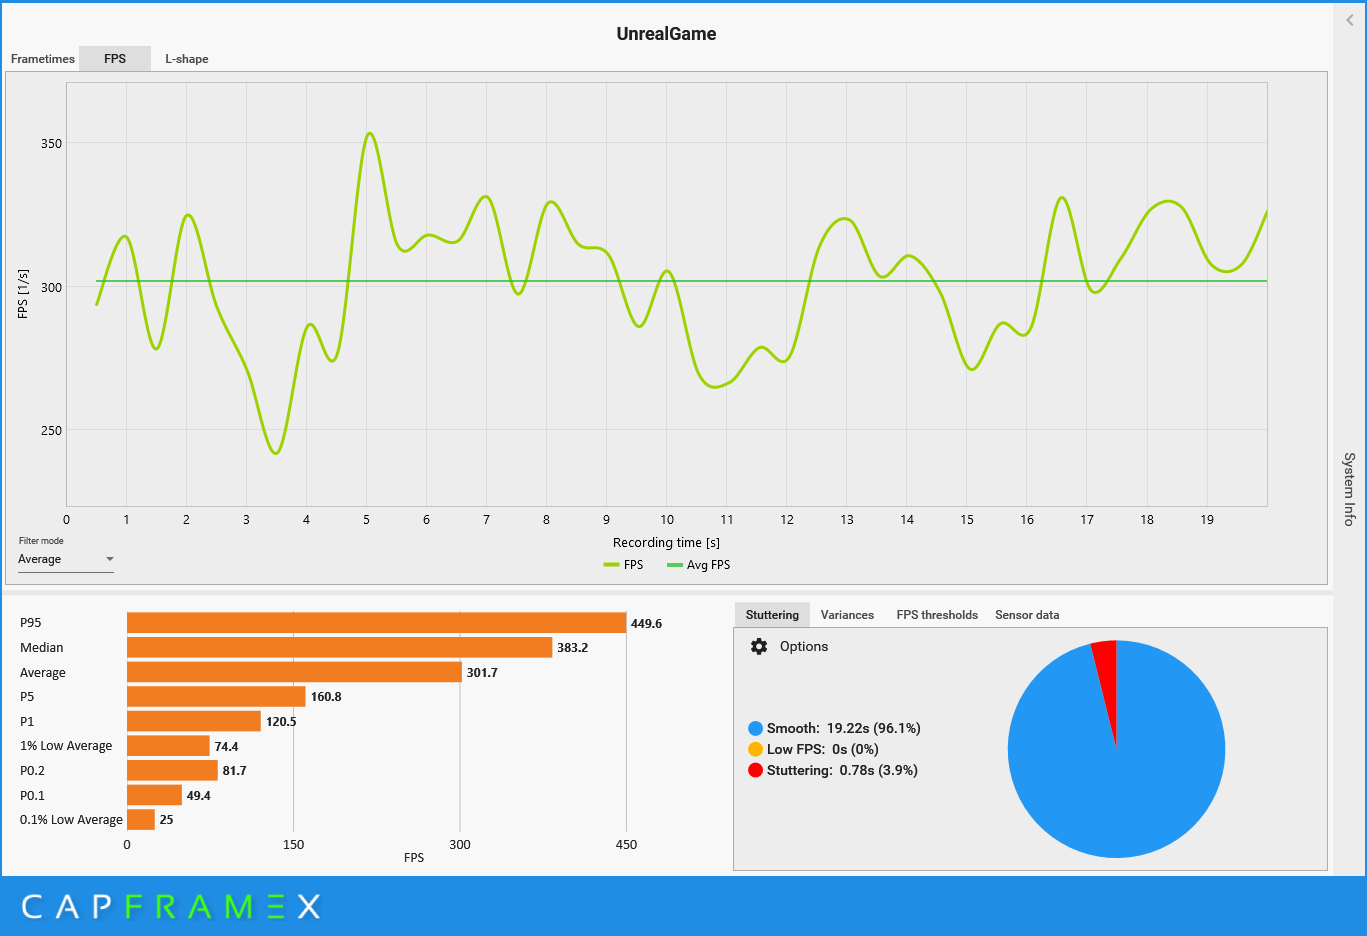 UnrealGame
Frametimes FPS L-shape
350
300
250
FPS [1/s]
0 1 2 3 4 5 6 7 8 9 10 11 12 13 14 15 16 17 18 19
Recording time [s]
Filter mode
Average
FPS Avg FPS
System Info
P95 449.6
Median 383.2
Average 301.7
P5 160.8
P1 120.5
1% Low Average 74.4
P0.2 81.7
P0.1 49.4
0.1% Low Average 25
0 150 300 450
FPS
Stuttering Variances FPS thresholds Sensor data
Options
Smooth: 19.22s (96.1%)
Low FPS: 0s (0%)
Stuttering: 0.78s (3.9%)
CAPFRAMEX